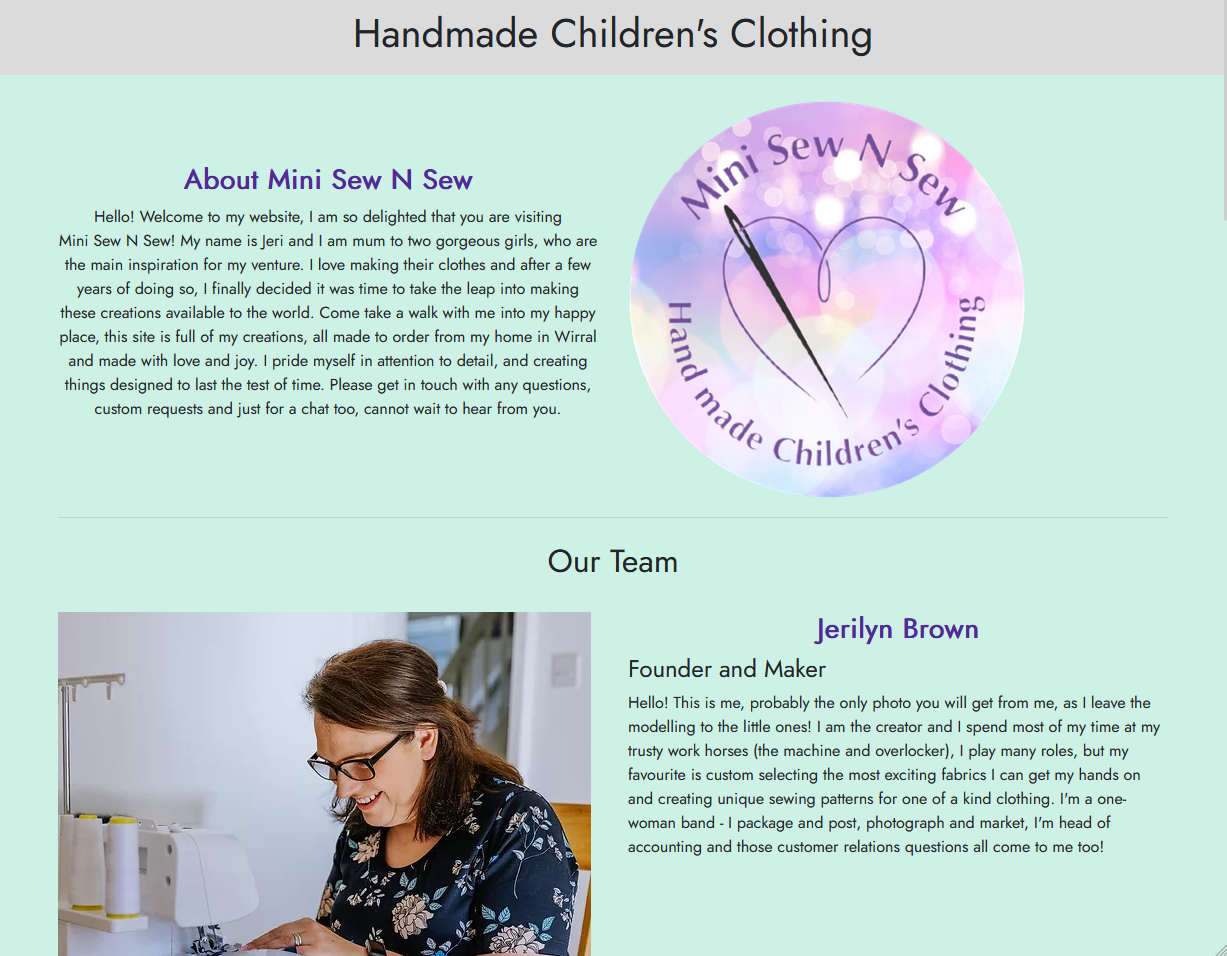 Handmade Children's Clothing
About Mini Sew N Sew
Hello! Welcome to my website, I am so delighted that you are visiting
Mini Sew N Sew! My name is Jeri and I am mum to two gorgeous girls, who are
the main inspiration for my venture. I love making their clothes and after a few
years of doing so, I finally decided it was time to take the leap into making
these creations available to the world. Come take a walk with me into my happy
place, this site is full of my creations, all made to order from my home in Wirral
and made with love and joy. I pride myself in attention to detail, and creating
things designed to last the test of time. Please get in touch with any questions,
custom requests and just for a chat too, cannot wait to hear from you.
Mini Sew N Sew
Hand made Children's Clothing
Our Team
Jerilyn Brown
Founder and Maker
Hello! This is me, probably the only photo you will get from me, as I leave the
modelling to the little ones! I am the creator and I spend most of my time at my
trusty work horses (the machine and overlocker), I play many roles, but my
favourite is custom selecting the most exciting fabrics I can get my hands on
and creating unique sewing patterns for one of a kind clothing. I'm a one-
woman band - I package and post, photograph and market, I'm head of
accounting and those customer relations questions all come to me too!